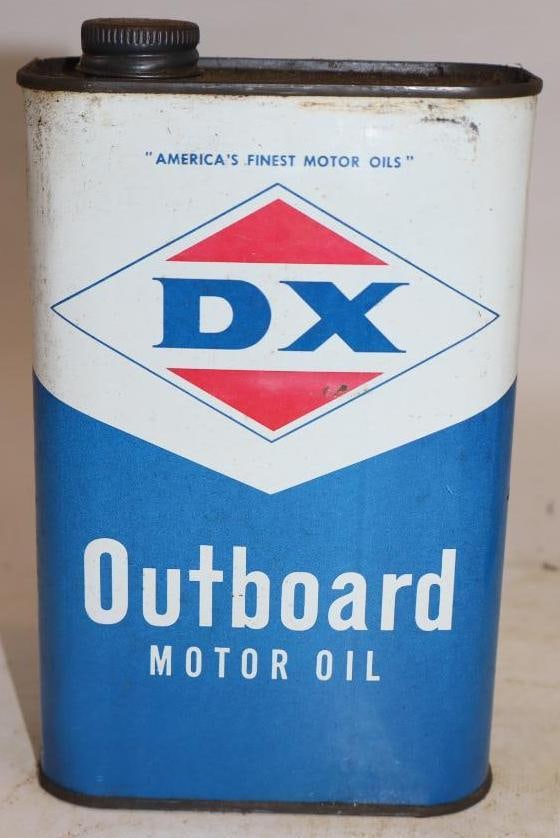 "AMERICA'S FINEST MOTOR OILS"
DX
Outboard
MOTOR OIL